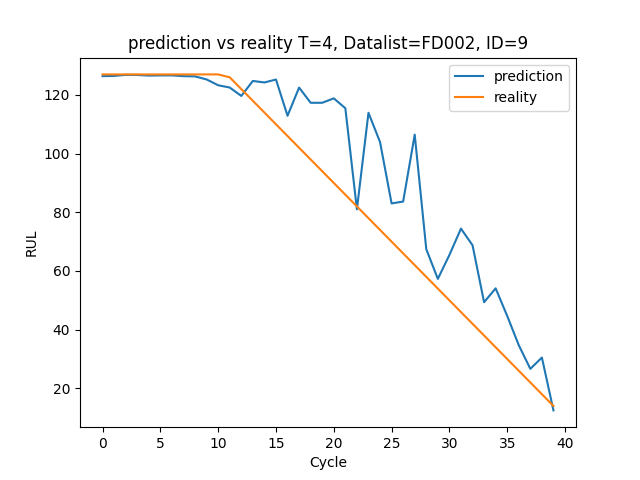 prediction vs reality T=4, Datalist=FD002, ID=9
prediction
reality
RUL
120
100
80
60
40
20
0 5 10 15 20 25 30 35 40
Cycle